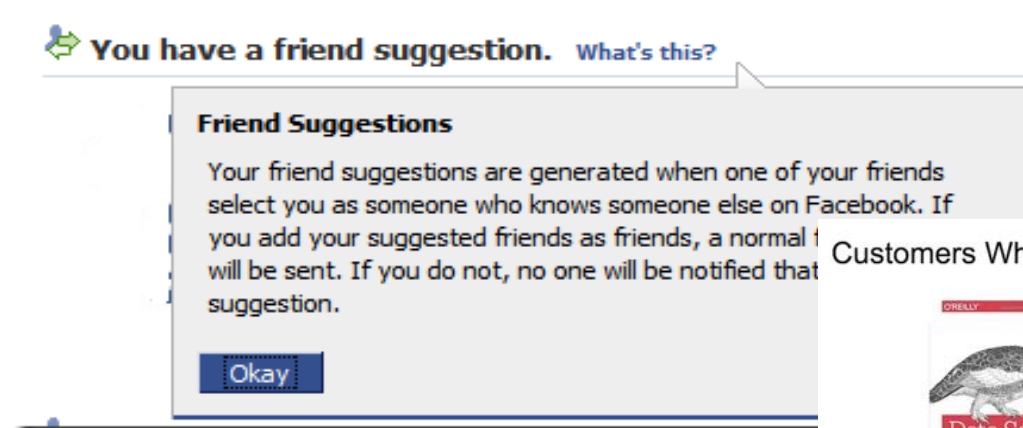 You have a friend suggestion. What's this?
Friend Suggestions
Your friend suggestions are generated when one of your friends
select you as someone who knows someone else on Facebook. If
you add your suggested friends as friends, a normal
will be sent. If you do not, no one will be notified that
suggestion.
Okay
Customers Wh
O'REILLY